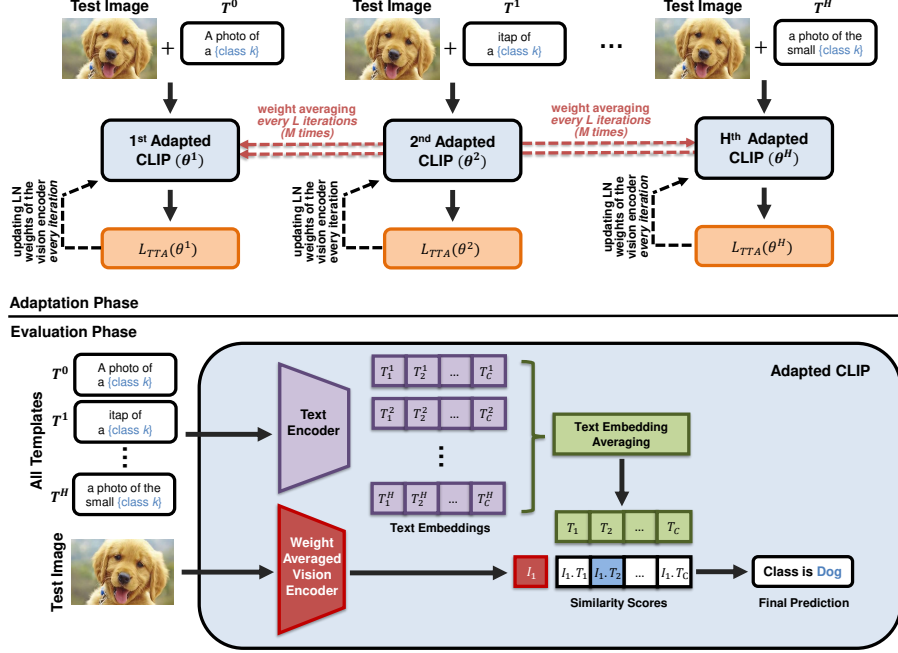 Test Image
T^0
A photo of
a {class k}
Test Image
T^1
itap of
a {class k}
...
Test Image
T^H
a photo of the
small {class k}
+
+
+
1st Adapted
CLIP (θ^1)
weight averaging
every L iterations
(M times)
2nd Adapted
CLIP (θ^2)
weight averaging
every L iterations
(M times)
Hth Adapted
CLIP (θ^H)
updating LN
weights of the
vision encoder
every iteration
L_TTA(θ^1)
updating LN
weights of the
vision encoder
every iteration
L_TTA(θ^2)
updating LN
weights of the
vision encoder
every iteration
L_TTA(θ^H)
Adaptation Phase
Evaluation Phase
All Templates
T^0
A photo of
a {class k}
T^1
itap of
a {class k}
T^H
a photo of the
small {class k}
Test Image
Adapted CLIP
Text
Encoder
T_1^1 T_2^1 ... T_C^1
T_1^2 T_2^2 ... T_C^2
T_1^H T_2^H ... T_C^H
Text Embeddings
Text Embedding
Averaging
T_1 T_2 ... T_C
Weight
Averaged
Vision
Encoder
I_1
I_1.T_1 I_1.T_2 ... I_1.T_C
Similarity Scores
Class is Dog
Final Prediction